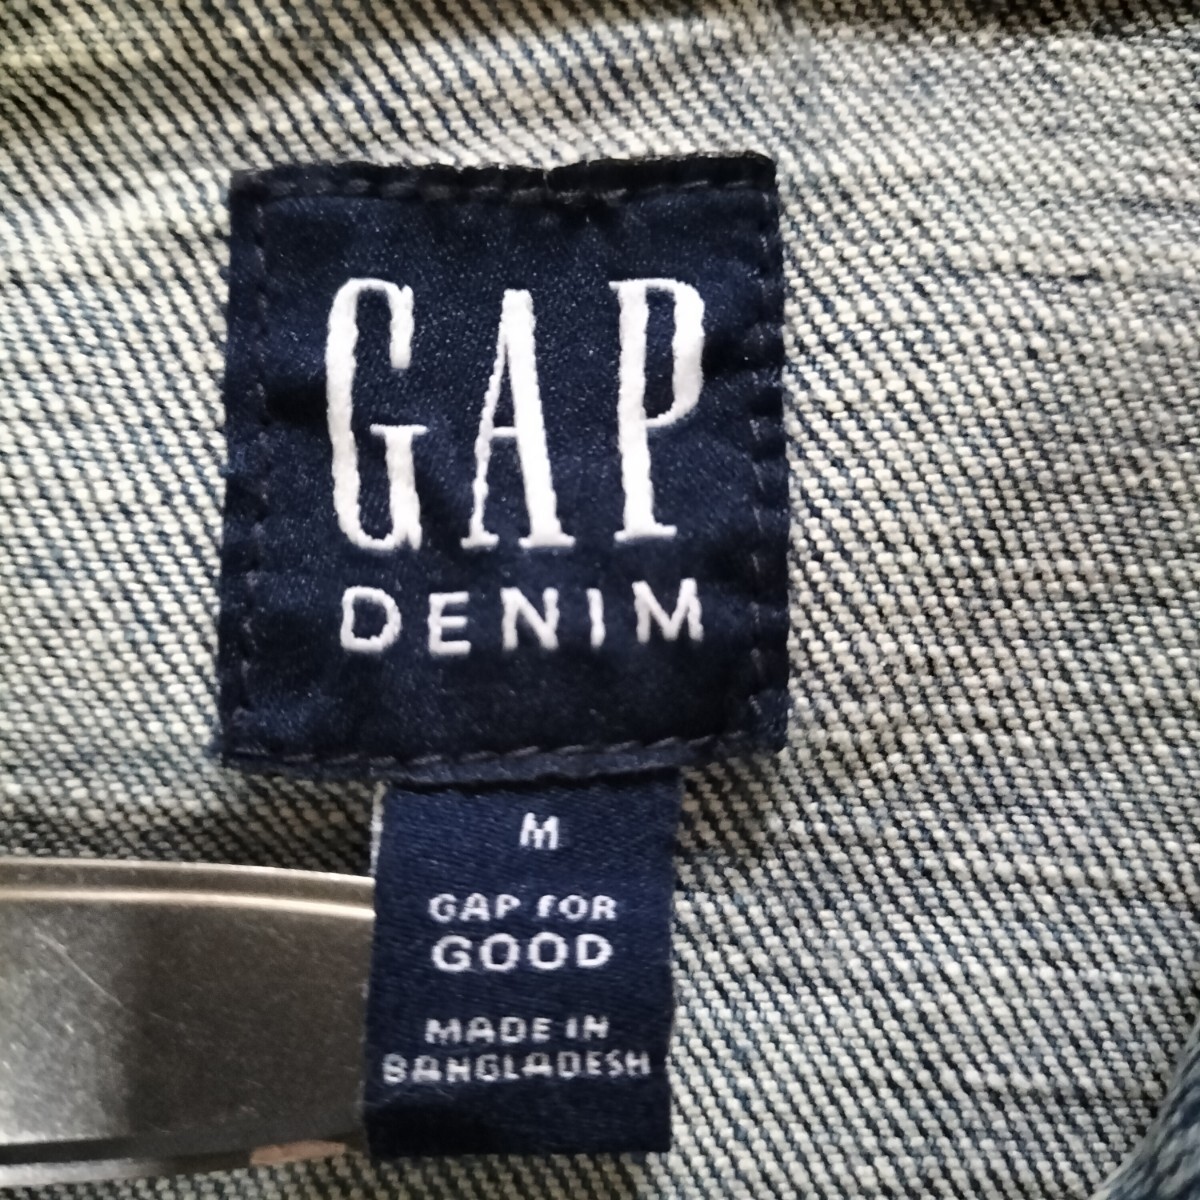 GAP
DENIM
M
GAP FOR
GOOD
MADE IN
BANGLADESH